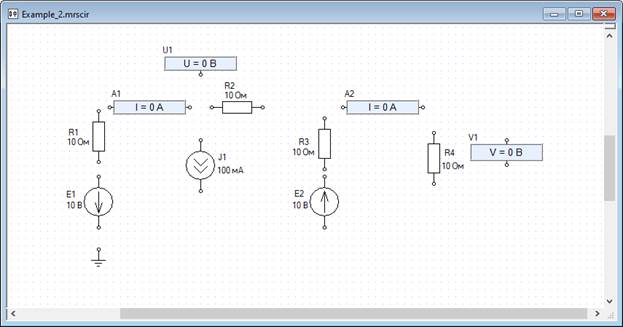 Example_2.mrscir
U1
U = 0 В
A1
I = 0 A
R2
10 Ом
A2
I = 0 A
R1
10 Ом
R3
10 Ом
J1
100 мА
R4
10 Ом
V1
V = 0 В
E1
10 В
E2
10 В